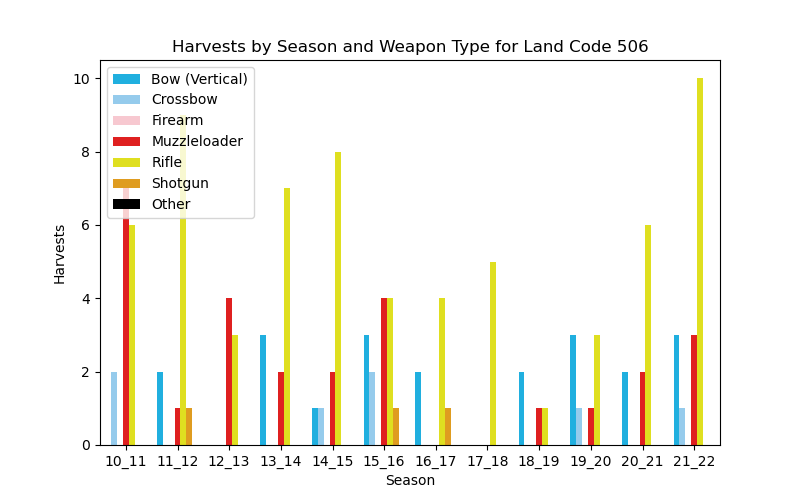 Harvests by Season and Weapon Type for Land Code 506
10
8
6
4
2
0
Harvests
Bow (Vertical)
Crossbow
Firearm
Muzzleloader
Rifle
Shotgun
Other
10_11 11_12 12_13 13_14 14_15 15_16 16_17 17_18 18_19 19_20 20_21 21_22
Season